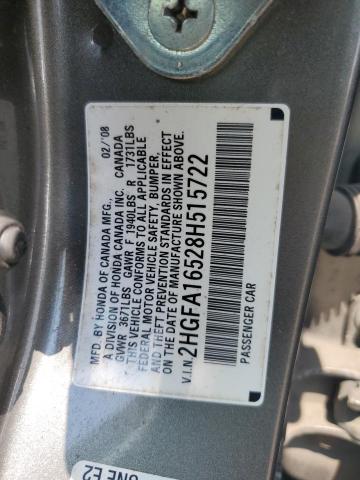 MFD. BY HONDA OF CANADA MFG., 02/'08
A DIVISION OF HONDA CANADA INC. CANADA
GVWR 3671LBS GAWR F 1940LBS R 1731LBS
THIS VEHICLE CONFORMS TO ALL APPLICABLE
FEDERAL MOTOR VEHICLE SAFETY, BUMPER,
AND THEFT PREVENTION STANDARDS IN EFFECT
ON THE DATE OF MANUFACTURE SHOWN ABOVE.
V.I.N. 2HGFA16528H515722
PASSENGER CAR
ONE E2